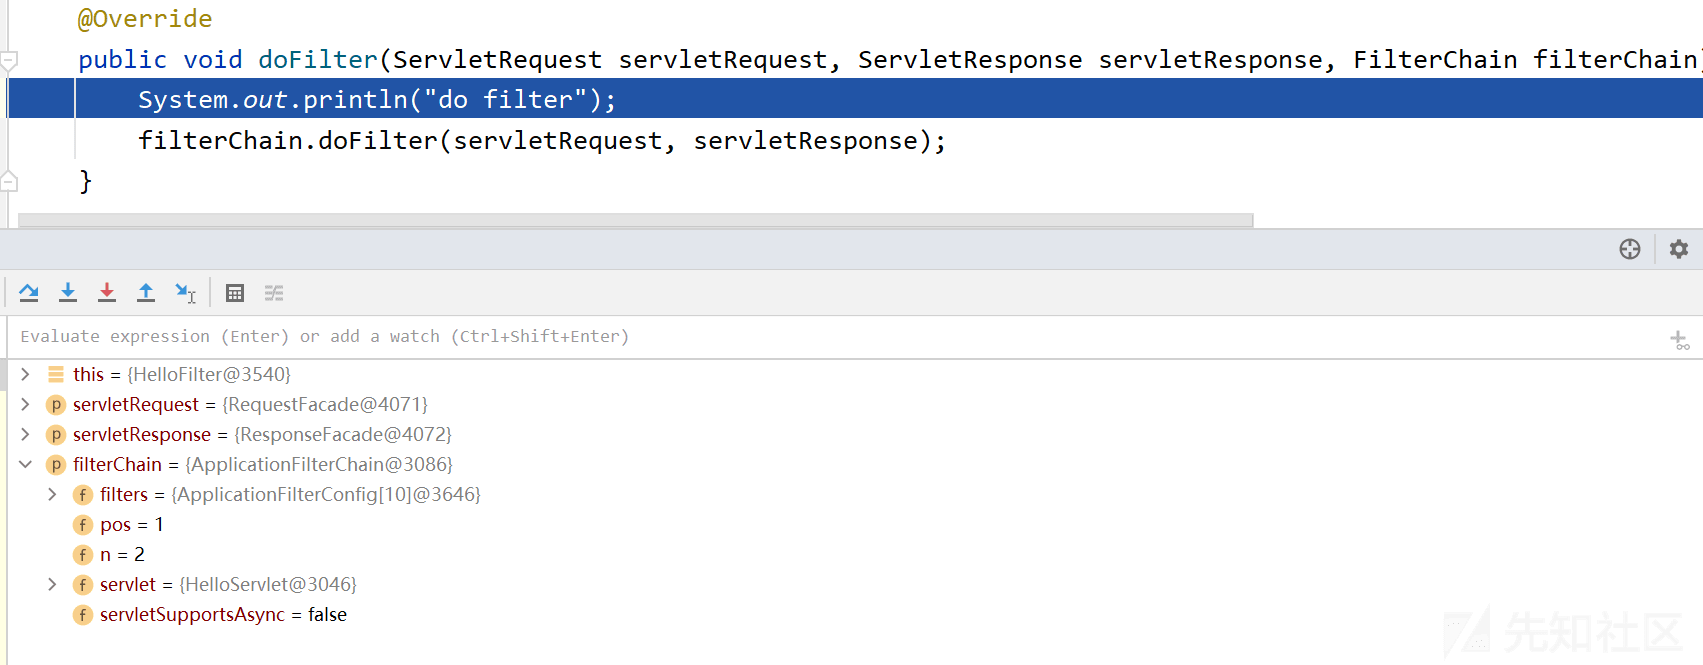 @Override
public void doFilter(ServletRequest servletRequest, ServletResponse servletResponse, FilterChain filterChain)
System.out.println("do filter");
filterChain.doFilter(servletRequest, servletResponse);
}
Evaluate expression (Enter) or add a watch (Ctrl+Shift+Enter)
this = {HelloFilter@3540}
p servletRequest = {RequestFacade@4071}
p servletResponse = {ResponseFacade@4072}
p filterChain = {ApplicationFilterChain@3086}
f filters = {ApplicationFilterConfig[10]@3646}
f pos = 1
f n = 2
f servlet = {HelloServlet@3046}
f servletSupportsAsync = false
先知社区